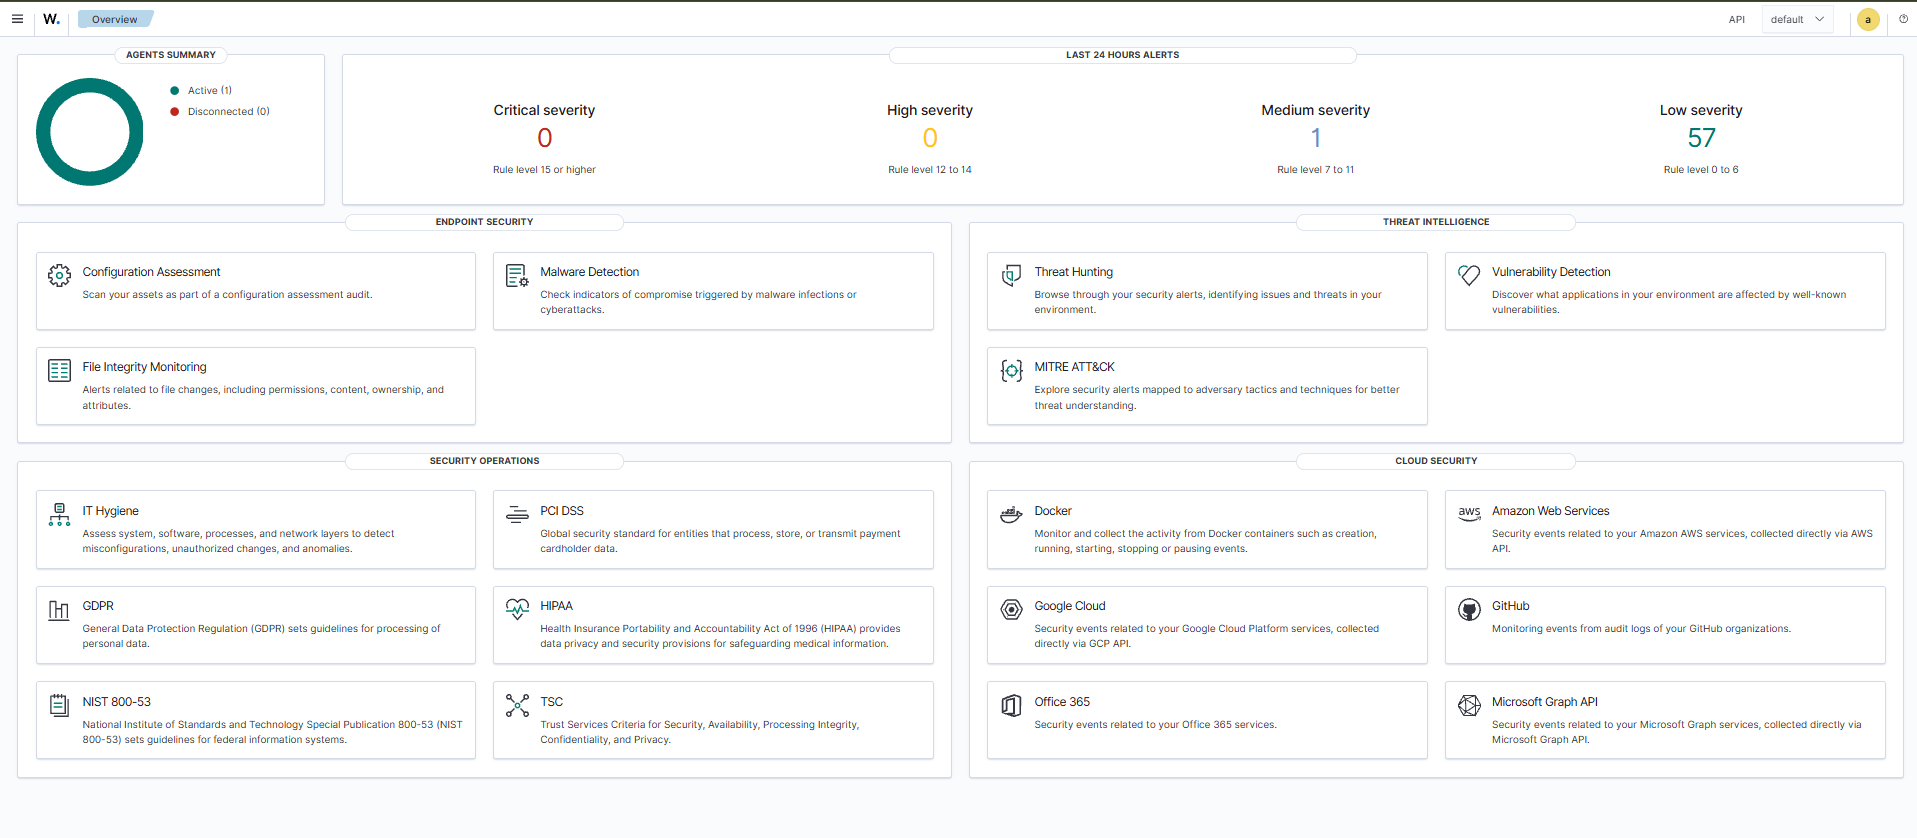 W.
Overview
API
default
a
AGENTS SUMMARY
Active (1)
Disconnected (0)
LAST 24 HOURS ALERTS
Critical severity
0
Rule level 15 or higher
High severity
0
Rule level 12 to 14
Medium severity
1
Rule level 7 to 11
Low severity
57
Rule level 0 to 6
ENDPOINT SECURITY
Configuration Assessment
Scan your assets as part of a configuration assessment audit.
Malware Detection
Check indicators of compromise triggered by malware infections or
cyberattacks.
File Integrity Monitoring
Alerts related to file changes, including permissions, content, ownership, and
attributes.
THREAT INTELLIGENCE
Threat Hunting
Browse through your security alerts, identifying issues and threats in your
environment.
Vulnerability Detection
Discover what applications in your environment are affected by well-known
vulnerabilities.
MITRE ATT&CK
Explore security alerts mapped to adversary tactics and techniques for better
threat understanding.
SECURITY OPERATIONS
IT Hygiene
Assess system, software, processes, and network layers to detect
misconfigurations, unauthorized changes, and anomalies.
PCI DSS
Global security standard for entities that process, store, or transmit payment
cardholder data.
GDPR
General Data Protection Regulation (GDPR) sets guidelines for processing of
personal data.
HIPAA
Health Insurance Portability and Accountability Act of 1996 (HIPAA) provides
data privacy and security provisions for safeguarding medical information.
NIST 800-53
National Institute of Standards and Technology Special Publication 800-53 (NIST
800-53) sets guidelines for federal information systems.
TSC
Trust Services Criteria for Security, Availability, Processing Integrity,
Confidentiality, and Privacy.
CLOUD SECURITY
Docker
Monitor and collect the activity from Docker containers such as creation,
running, starting, stopping or pausing events.
aws
Amazon Web Services
Security events related to your Amazon AWS services, collected directly via AWS
API.
Google Cloud
Security events related to your Google Cloud Platform services, collected
directly via GCP API.
GitHub
Monitoring events from audit logs of your GitHub organizations.
Office 365
Security events related to your Office 365 services.
Microsoft Graph API
Security events related to your Microsoft Graph services, collected directly via
Microsoft Graph API.